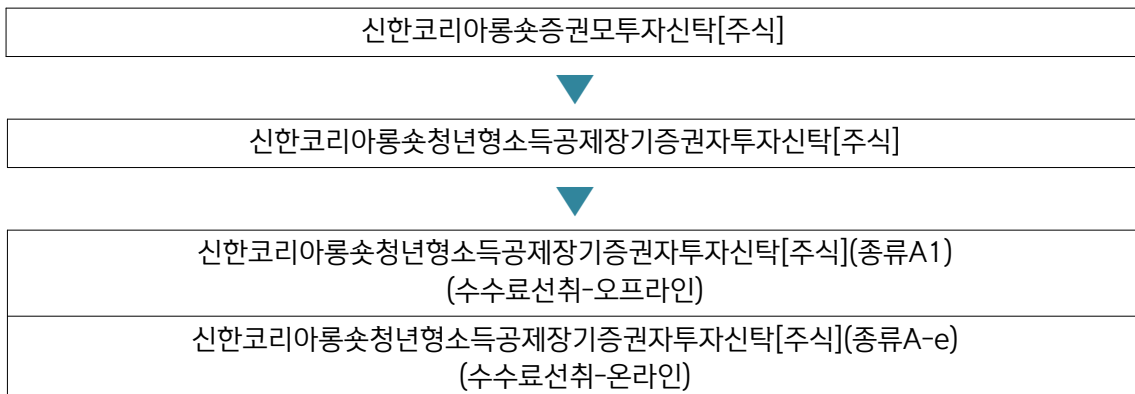 신한코리아롱숏증권모투자신탁[주식]
신한코리아롱숏청년형소득공제장기증권자투자신탁[주식]
신한코리아롱숏청년형소득공제장기증권자투자신탁[주식](종류A1)
(수수료선취-오프라인)
신한코리아롱숏청년형소득공제장기증권자투자신탁[주식](종류A-e)
(수수료선취-온라인)